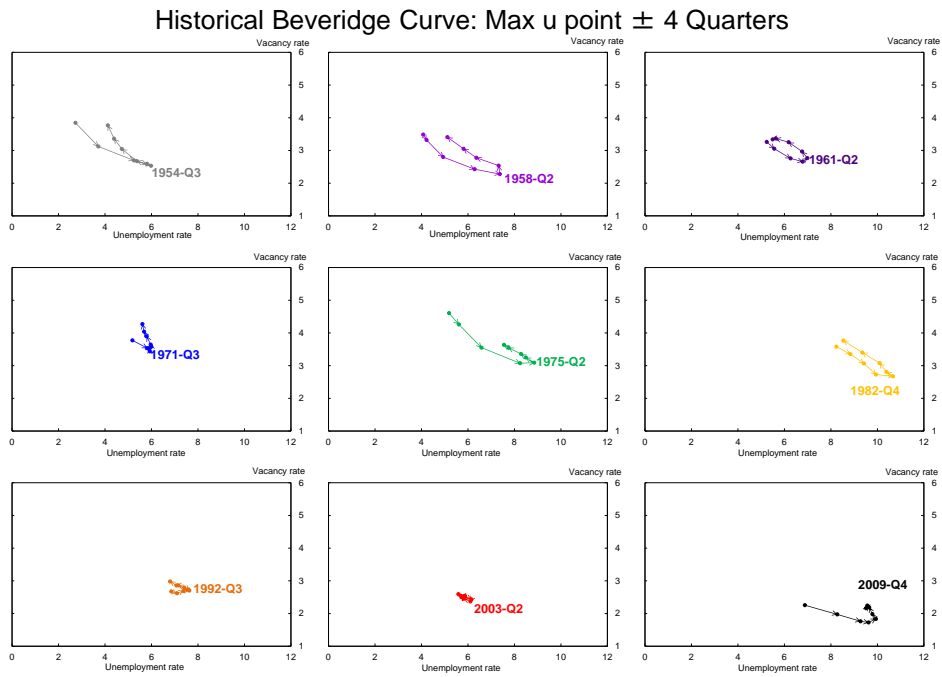 Historical Beveridge Curve: Max u point ± 4 Quarters
Vacancy rate
6
5
4
3
2
1
1954-Q3
0 2 4 6 8 10 12
Unemployment rate
Vacancy rate
6
5
4
3
2
1
1958-Q2
0 2 4 6 8 10 12
Unemployment rate
Vacancy rate
6
5
4
3
2
1
1961-Q2
0 2 4 6 8 10 12
Unemployment rate
Vacancy rate
6
5
4
3
2
1
1971-Q3
0 2 4 6 8 10 12
Unemployment rate
Vacancy rate
6
5
4
3
2
1
1975-Q2
0 2 4 6 8 10 12
Unemployment rate
Vacancy rate
6
5
4
3
2
1
1982-Q4
0 2 4 6 8 10 12
Unemployment rate
Vacancy rate
6
5
4
3
2
1
1992-Q3
0 2 4 6 8 10 12
Unemployment rate
Vacancy rate
6
5
4
3
2
1
2003-Q2
0 2 4 6 8 10 12
Unemployment rate
Vacancy rate
6
5
4
3
2
1
2009-Q4
0 2 4 6 8 10 12
Unemployment rate